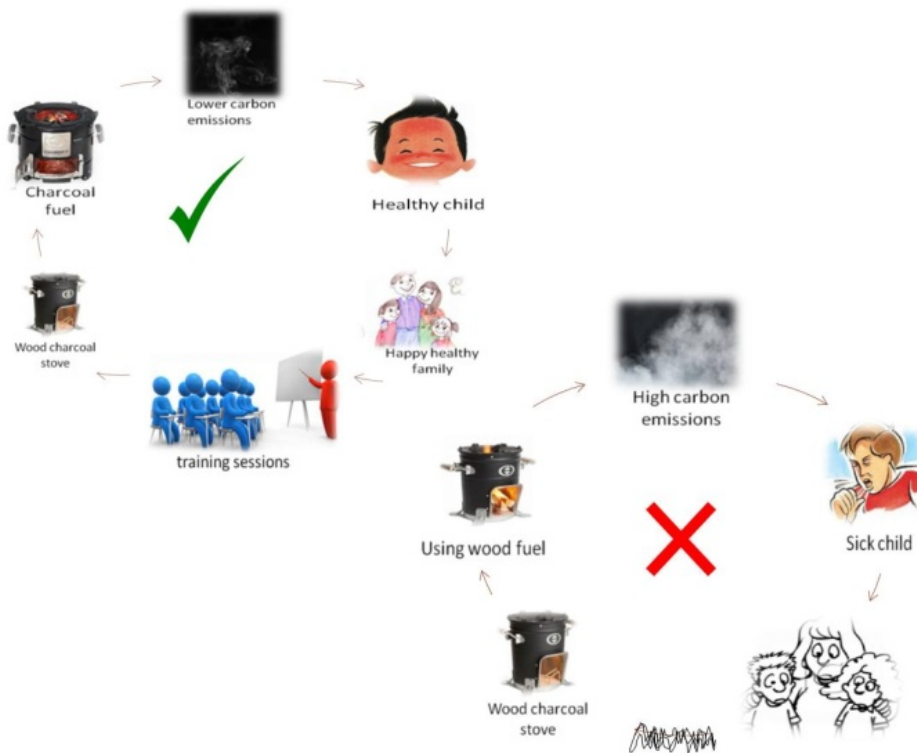 Lower carbon
emissions
Charcoal
fuel
Healthy child
Wood charcoal
stove
Happy healthy
family
training sessions
High carbon
emissions
Using wood fuel
Sick child
Wood charcoal
stove